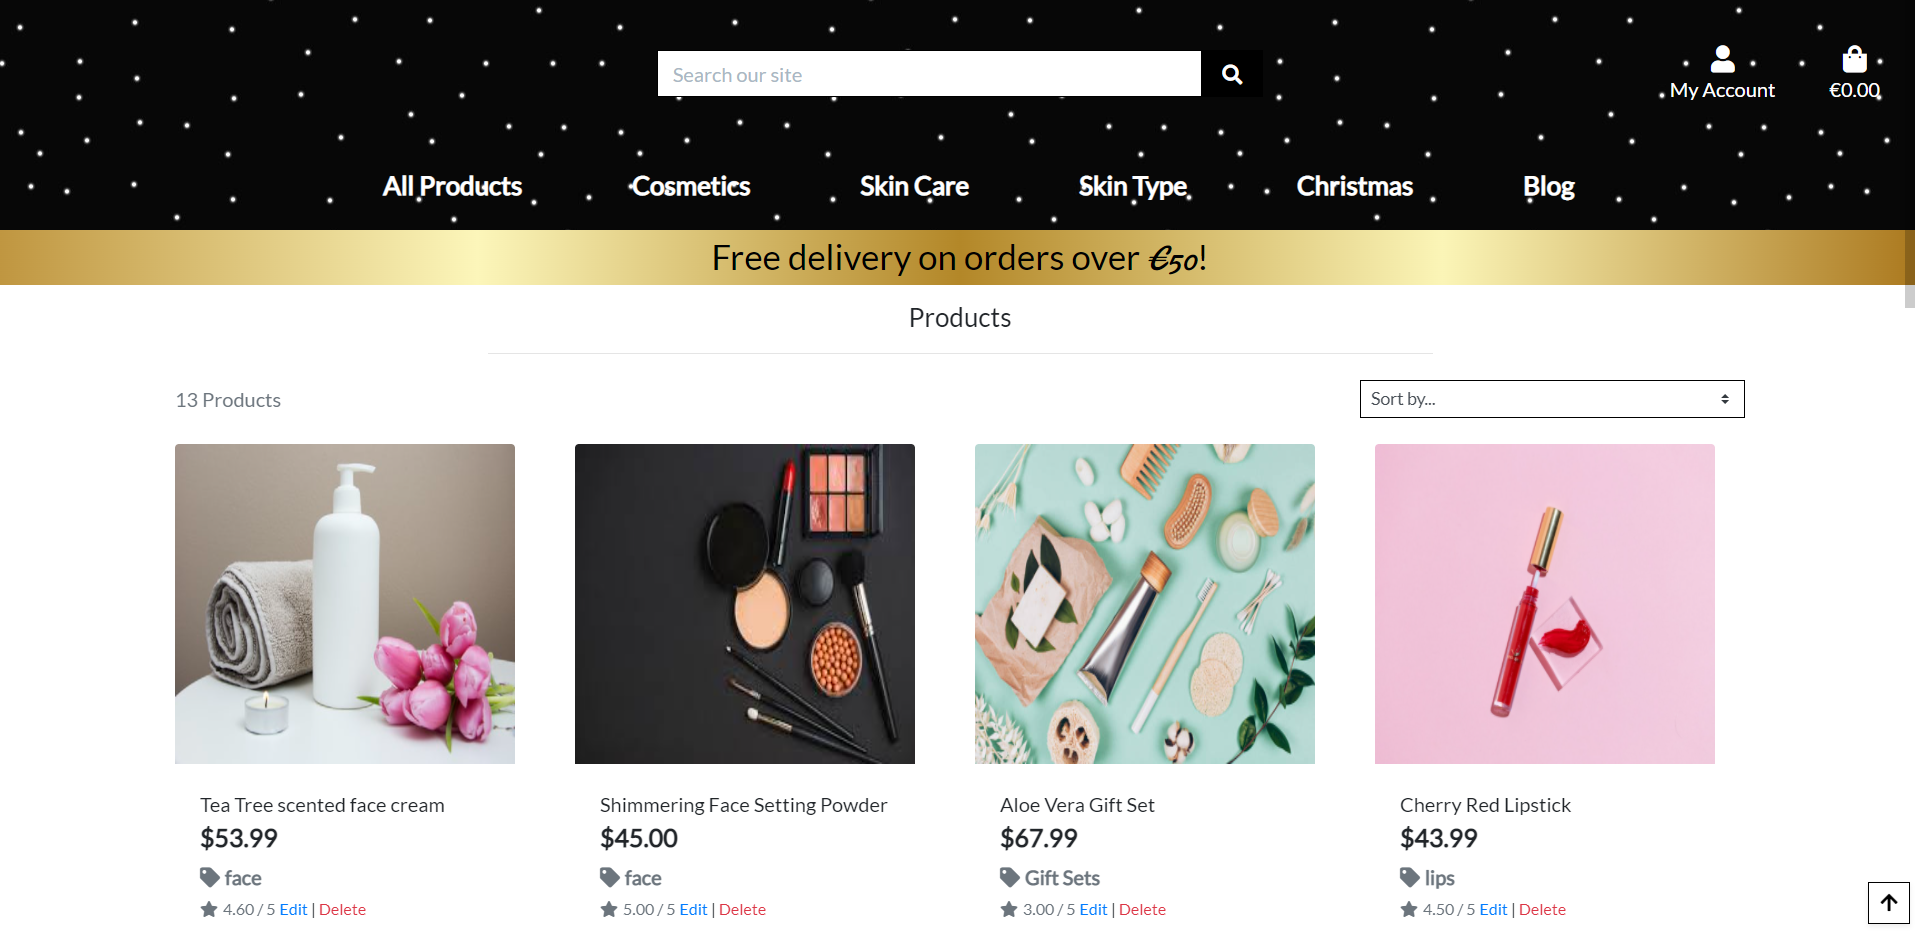 Search our site
My Account
€0.00
All Products
Cosmetics
Skin Care
Skin Type
Christmas
Blog
Free delivery on orders over €50!
Products
13 Products
Sort by...
Tea Tree scented face cream
$53.99
face
4.60 / 5 Edit | Delete
Shimmering Face Setting Powder
$45.00
face
5.00 / 5 Edit | Delete
Aloe Vera Gift Set
$67.99
Gift Sets
3.00 / 5 Edit | Delete
Cherry Red Lipstick
$43.99
lips
4.50 / 5 Edit | Delete